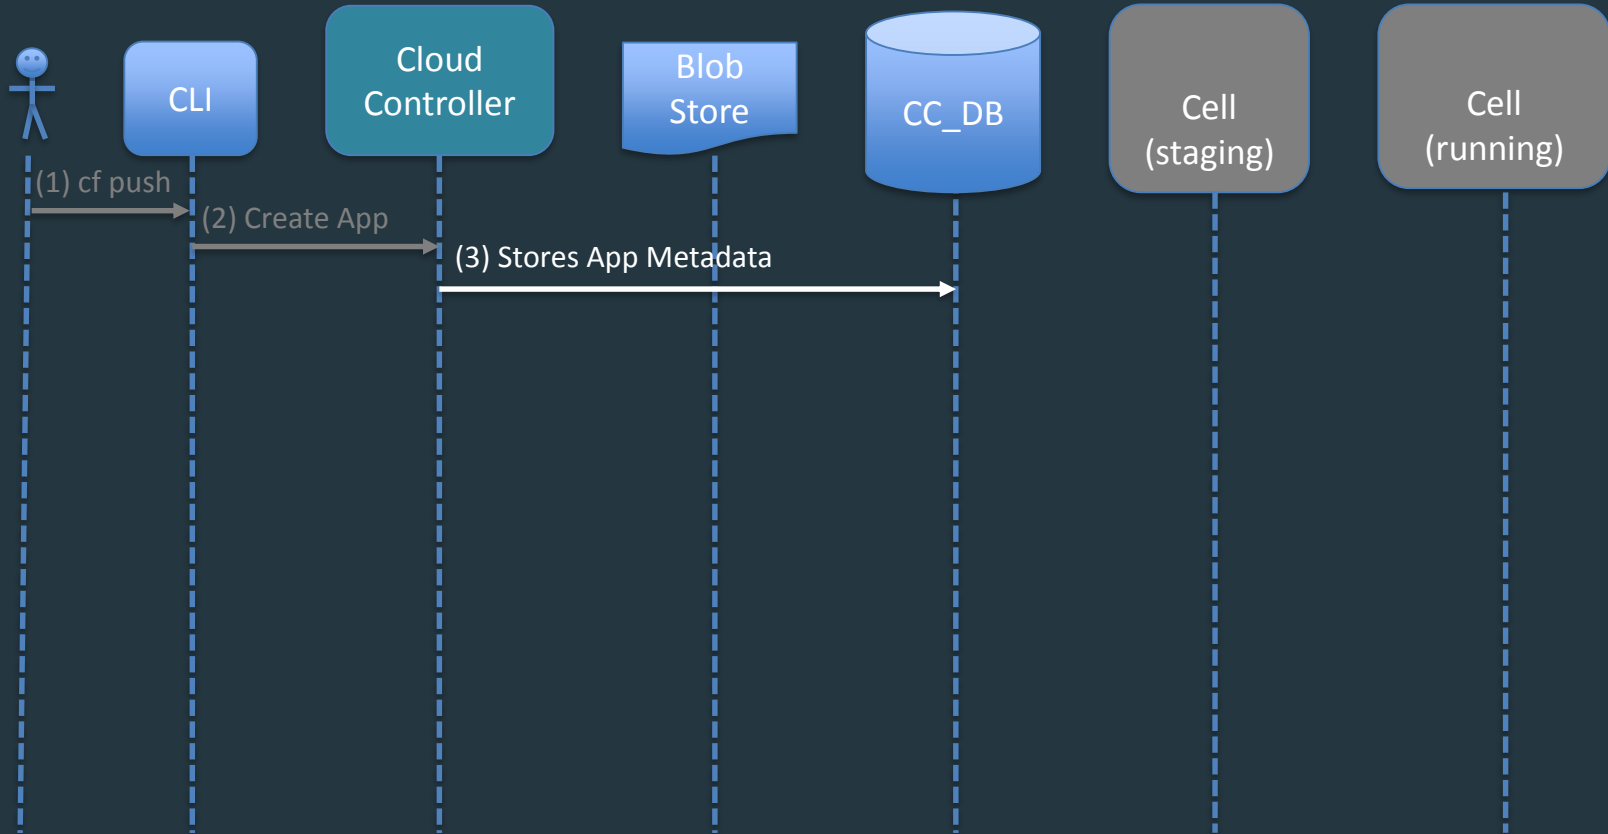 CLI
Cloud
Controller
Blob
Store
CC_DB
Cell
(staging)
Cell
(running)
(1) cf push
(2) Create App
(3) Stores App Metadata